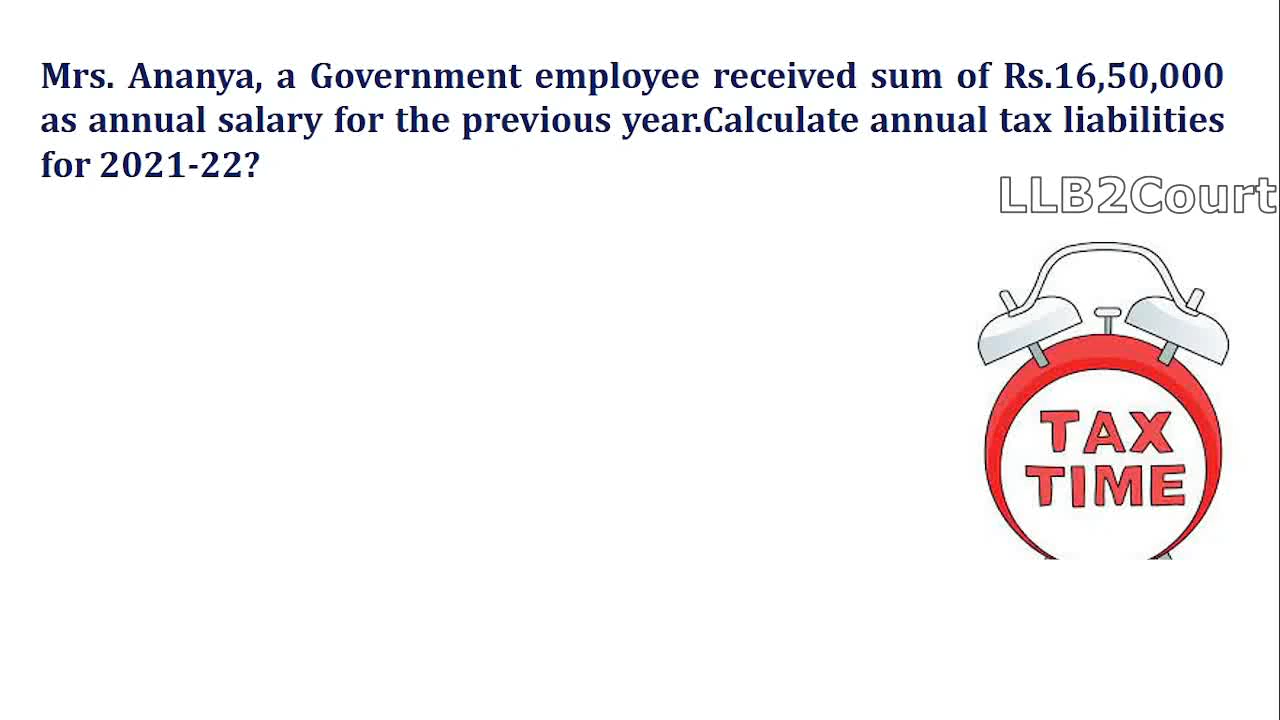 Mrs. Ananya, a Government employee received sum of Rs.16,50,000
as annual salary for the previous year.Calculate annual tax liabilities
for 2021-22?
LLB2Court
TAX
TIME